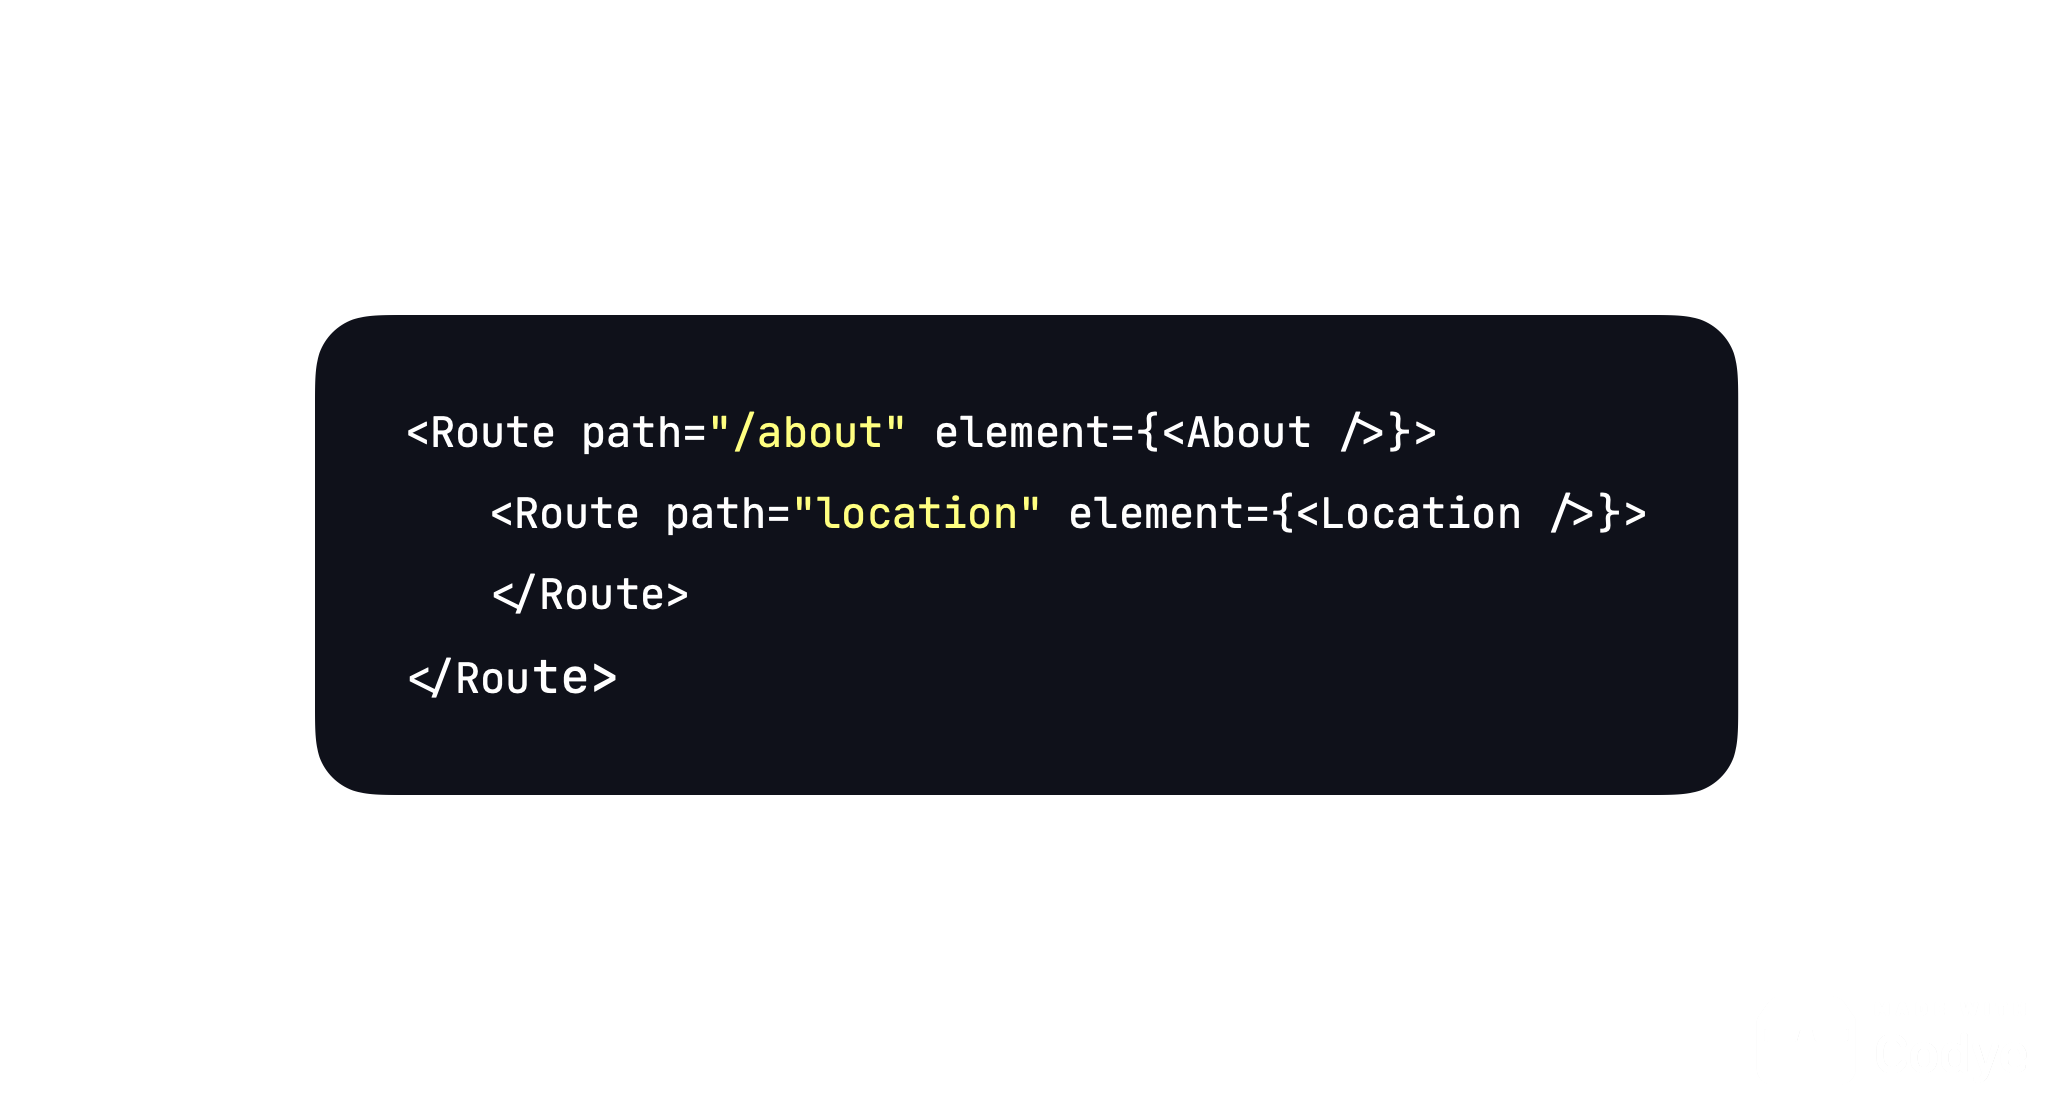 <Route path="/about" element={<About />}>
<Route path="location" element={<Location />}>
</Route>
</Route>